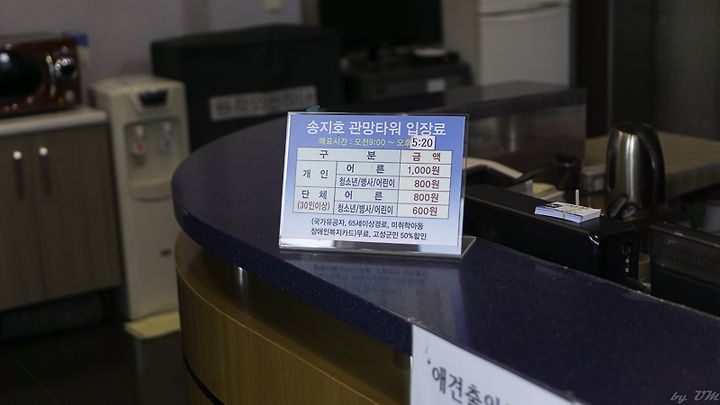 송지호 관망타워 입장료
매표시간 : 오전9:00 ~ 오후5:20
구 분 금 액
개 인 어 른 1,000원
청소년/병사/어린이 800원
단 체 어 른 800원
(30인이상) 청소년/병사/어린이 600원
(국가유공자, 65세이상경로, 미취학아동
장애인복지카드)무료, 고성군민 50%할인
애견출입
by UM